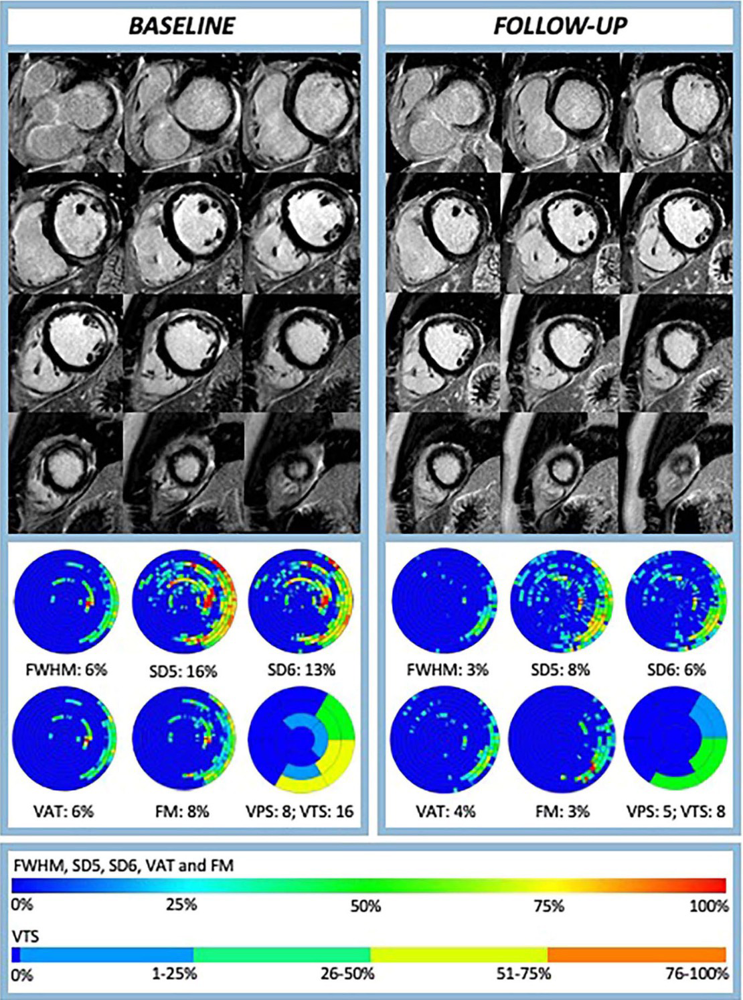 BASELINE
FOLLOW-UP
FWHM: 6%
SD5: 16%
SD6: 13%
FWHM: 3%
SD5: 8%
SD6: 6%
VAT: 6%
FM: 8%
VPS: 8; VTS: 16
VAT: 4%
FM: 3%
VPS: 5; VTS: 8
FWHM, SD5, SD6, VAT and FM
0%
25%
50%
75%
100%
VTS
0%
1-25%
26-50%
51-75%
76-100%